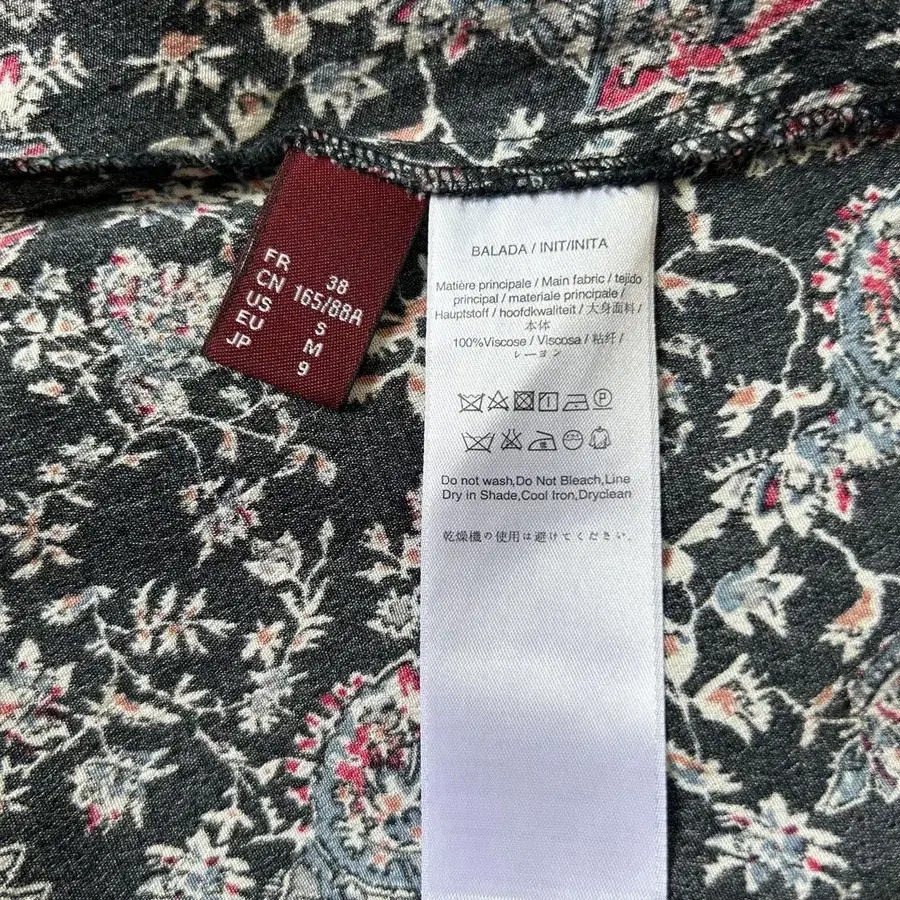 FR 38
CN 165/88A
US S
EU M
JP 9
BALADA / INIT/INITA
Matière principale / Main fabric / tejido
principal / materiale principale /
Hauptstoff / hoofdkwaliteit / 大身面料 /
本体
100%Viscose / Viscosa / 粘纤 /
レーヨン
Do not wash,Do Not Bleach,Line
Dry in Shade,Cool Iron,Dryclean
乾燥機の使用は避けてください。